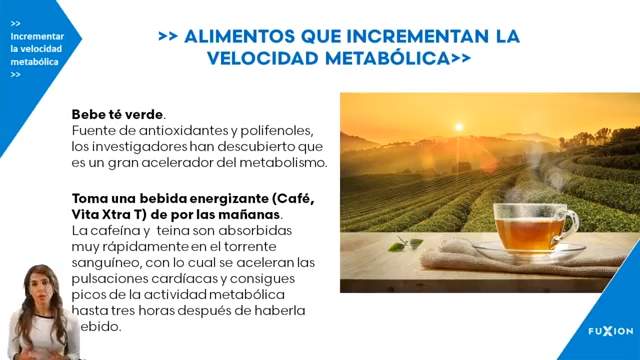 >>
Incrementar
la velocidad
metabólica
>>
>> ALIMENTOS QUE INCREMENTAN LA
VELOCIDAD METABÓLICA>>
Bebe té verde.
Fuente de antioxidantes y polifenoles,
los investigadores han descubierto que
es un gran acelerador del metabolismo.
Toma una bebida energizante (Café,
Vita Xtra T) de por las mañanas.
La cafeína y teina son absorbidas
muy rápidamente en el torrente
sanguíneo, con lo cual se aceleran las
pulsaciones cardíacas y consigues
picos de la actividad metabólica
hasta tres horas después de haberla
ebido.
FUXION